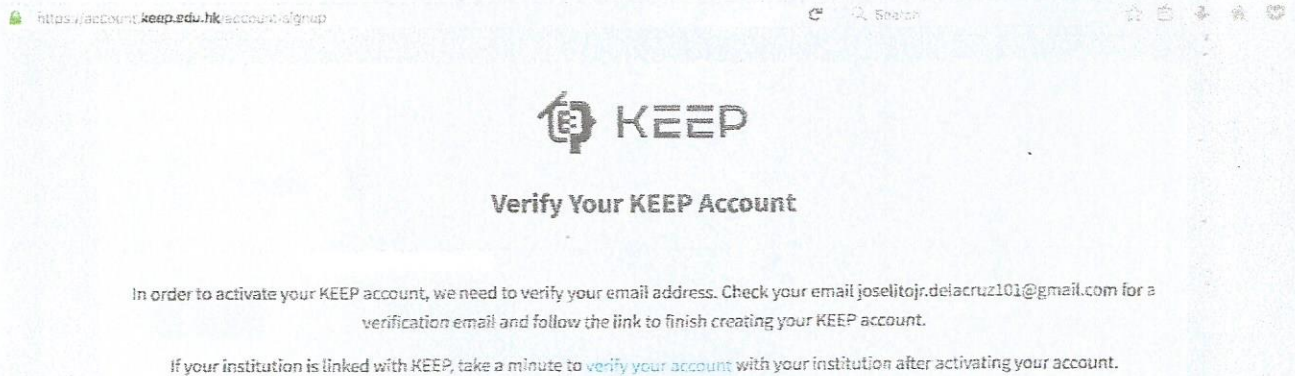 https://account.keep.edu.hk/account/signup
Search
KEEP
Verify Your KEEP Account
In order to activate your KEEP account, we need to verify your email address. Check your email joselitojr.delacruz101@gmail.com for a
verification email and follow the link to finish creating your KEEP account.
If your institution is linked with KEEP, take a minute to verify your account with your institution after activating your account.